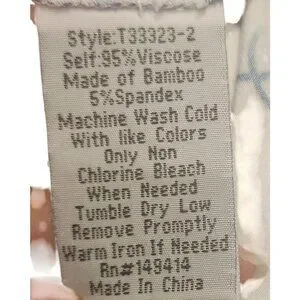 Style:T33323-2
Self:95%Viscose
Made of Bamboo
5%Spandex
Machine Wash Cold
With like Colors
Only Non
Chlorine Bleach
When Needed
Tumble Dry Low
Remove Promptly
Warm Iron If Needed
Rn#149414
Made In China